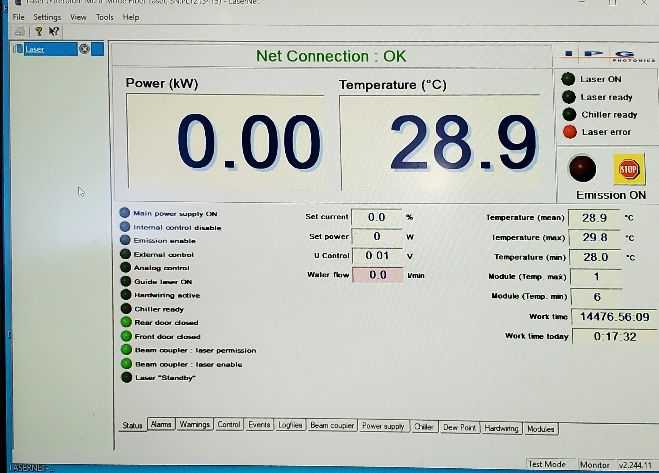 File Settings View Tools Help
Laser
Net Connection : OK
IPG
PHOTONICS
Power (kW)
0.00
Temperature (°C)
28.9
Laser ON
Laser ready
Chiller ready
Laser error
STOP
Emission ON
Main power supply ON
Internal control disable
Emission enable
External control
Analog control
Guide laser ON
Hardwiring active
Chiller ready
Rear door closed
Front door closed
Beam coupler : laser permission
Beam coupler : laser enable
Laser "Standby"
Set current 0.0 %
Set power 0 W
U Control 0.01 V
Water flow 0.0 l/min
Temperature (mean) 28.9 °C
Temperature (max) 29.8 °C
Temperature (min) 28.0 °C
Module (Temp. max) 1
Module (Temp. min) 6
Work time 14476:56:09
Work time today 0:17:32
Status Alarms Warnings Control Events Logfiles Beam coupler Power supply Chiller Dew Point Hardwiring Modules
LASERNET-...
Test Mode Monitor v2.244.11